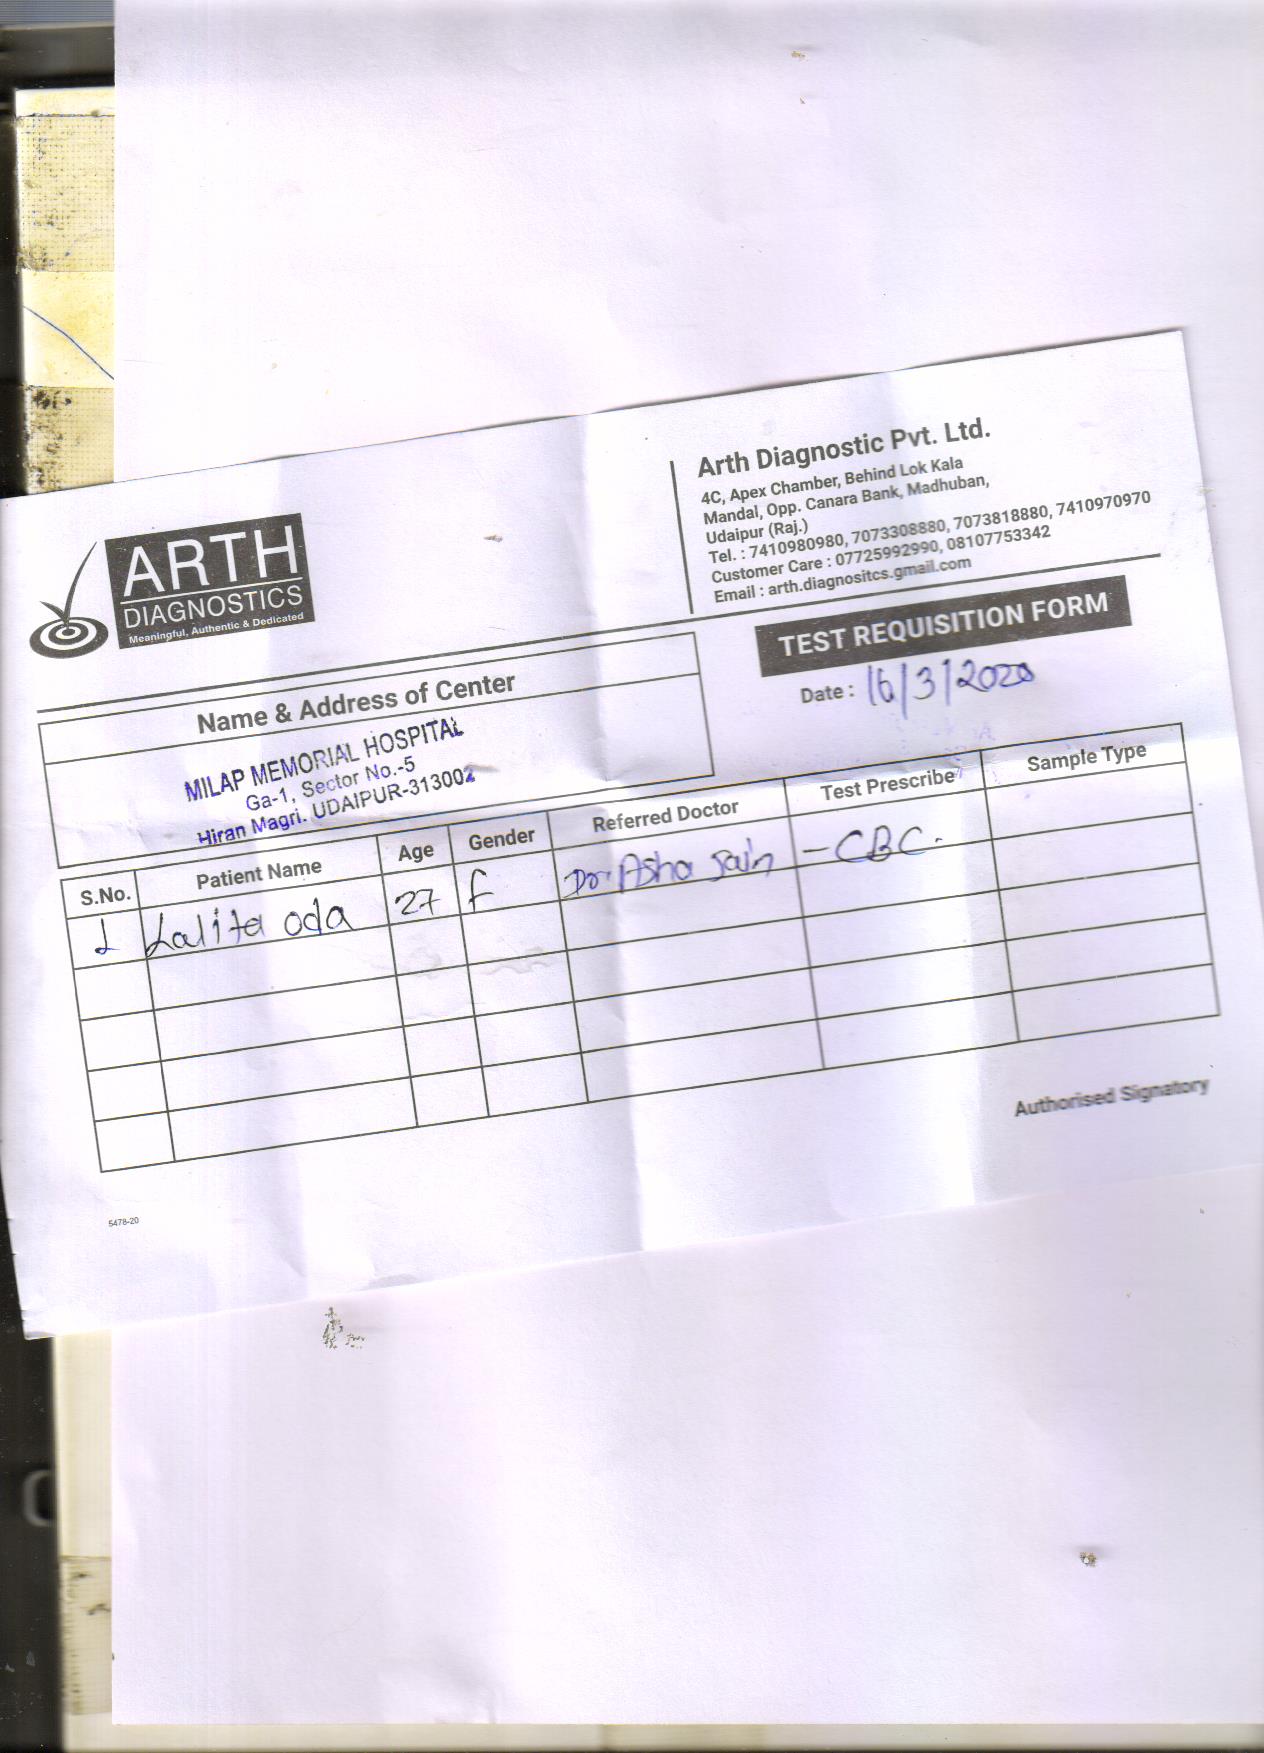 ARTH
DIAGNOSTICS
Meaningful, Authentic & Dedicated
Arth Diagnostic Pvt. Ltd.
4C, Apex Chamber, Behind Lok Kala
Mandal, Opp. Canara Bank, Madhuban,
Udaipur (Raj.)
Tel. : 7410980980, 7073308880, 7073818880, 7410970970
Customer Care : 07725992990, 08107753342
Email : arth.diagnositcs.gmail.com
TEST REQUISITION FORM
Date : 16/3/2020
Name & Address of Center
MILAP MEMORIAL HOSPITAL
Ga-1, Sector No.-5
Hiran Magri. UDAIPUR-313002
S.No. Patient Name Age Gender Referred Doctor Test Prescribe Sample Type
1 Lalita oda 27 F Dr. Asha Jain - CBC.
Authorised Signatory
5478-20